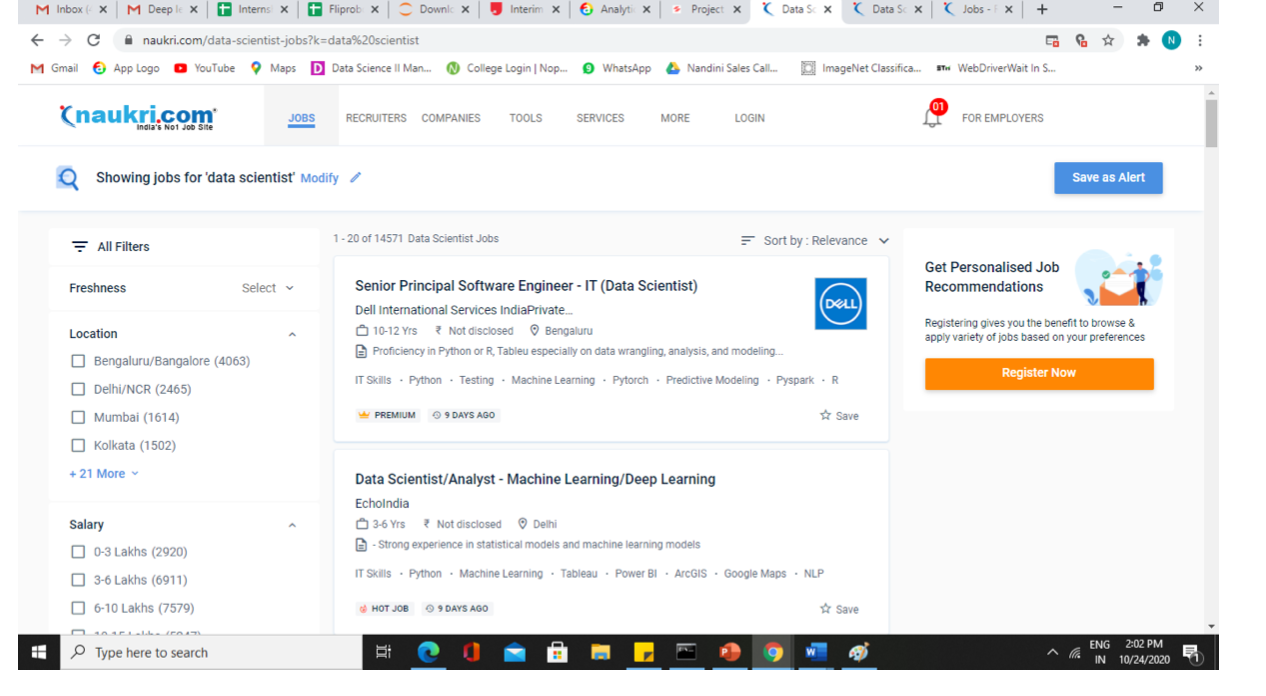 Inbox (
Deep le
Interns
Fliprob
Downlo
Interim
Analyti
Project
Data Sc
Data Sc
Jobs - F
naukri.com/data-scientist-jobs?k=data%20scientist
N
Gmail
App Logo
YouTube
Maps
Data Science II Man...
College Login | Nop...
WhatsApp
Nandini Sales Call...
ImageNet Classifica...
WebDriverWait In S...
naukri.com
India's No1 Job Site
JOBS RECRUITERS COMPANIES TOOLS SERVICES MORE LOGIN 01 FOR EMPLOYERS
Showing jobs for 'data scientist' Modify
Save as Alert
All Filters
Freshness Select
Location
Bengaluru/Bangalore (4063)
Delhi/NCR (2465)
Mumbai (1614)
Kolkata (1502)
+ 21 More
Salary
0-3 Lakhs (2920)
3-6 Lakhs (6911)
6-10 Lakhs (7579)
1 - 20 of 14571 Data Scientist Jobs
Sort by : Relevance
Senior Principal Software Engineer - IT (Data Scientist)
DELL
Dell International Services IndiaPrivate...
10-12 Yrs ₹ Not disclosed Bengaluru
Proficiency in Python or R, Tableu especially on data wrangling, analysis, and modeling...
IT Skills · Python · Testing · Machine Learning · Pytorch · Predictive Modeling · Pyspark · R
PREMIUM 9 DAYS AGO Save
Data Scientist/Analyst - Machine Learning/Deep Learning
EchoIndia
3-6 Yrs ₹ Not disclosed Delhi
- Strong experience in statistical models and machine learning models
IT Skills · Python · Machine Learning · Tableau · Power BI · ArcGIS · Google Maps · NLP
HOT JOB 9 DAYS AGO Save
Get Personalised Job
Recommendations
Registering gives you the benefit to browse &
apply variety of jobs based on your preferences
Register Now
Type here to search
ENG
IN
2:02 PM
10/24/2020
1